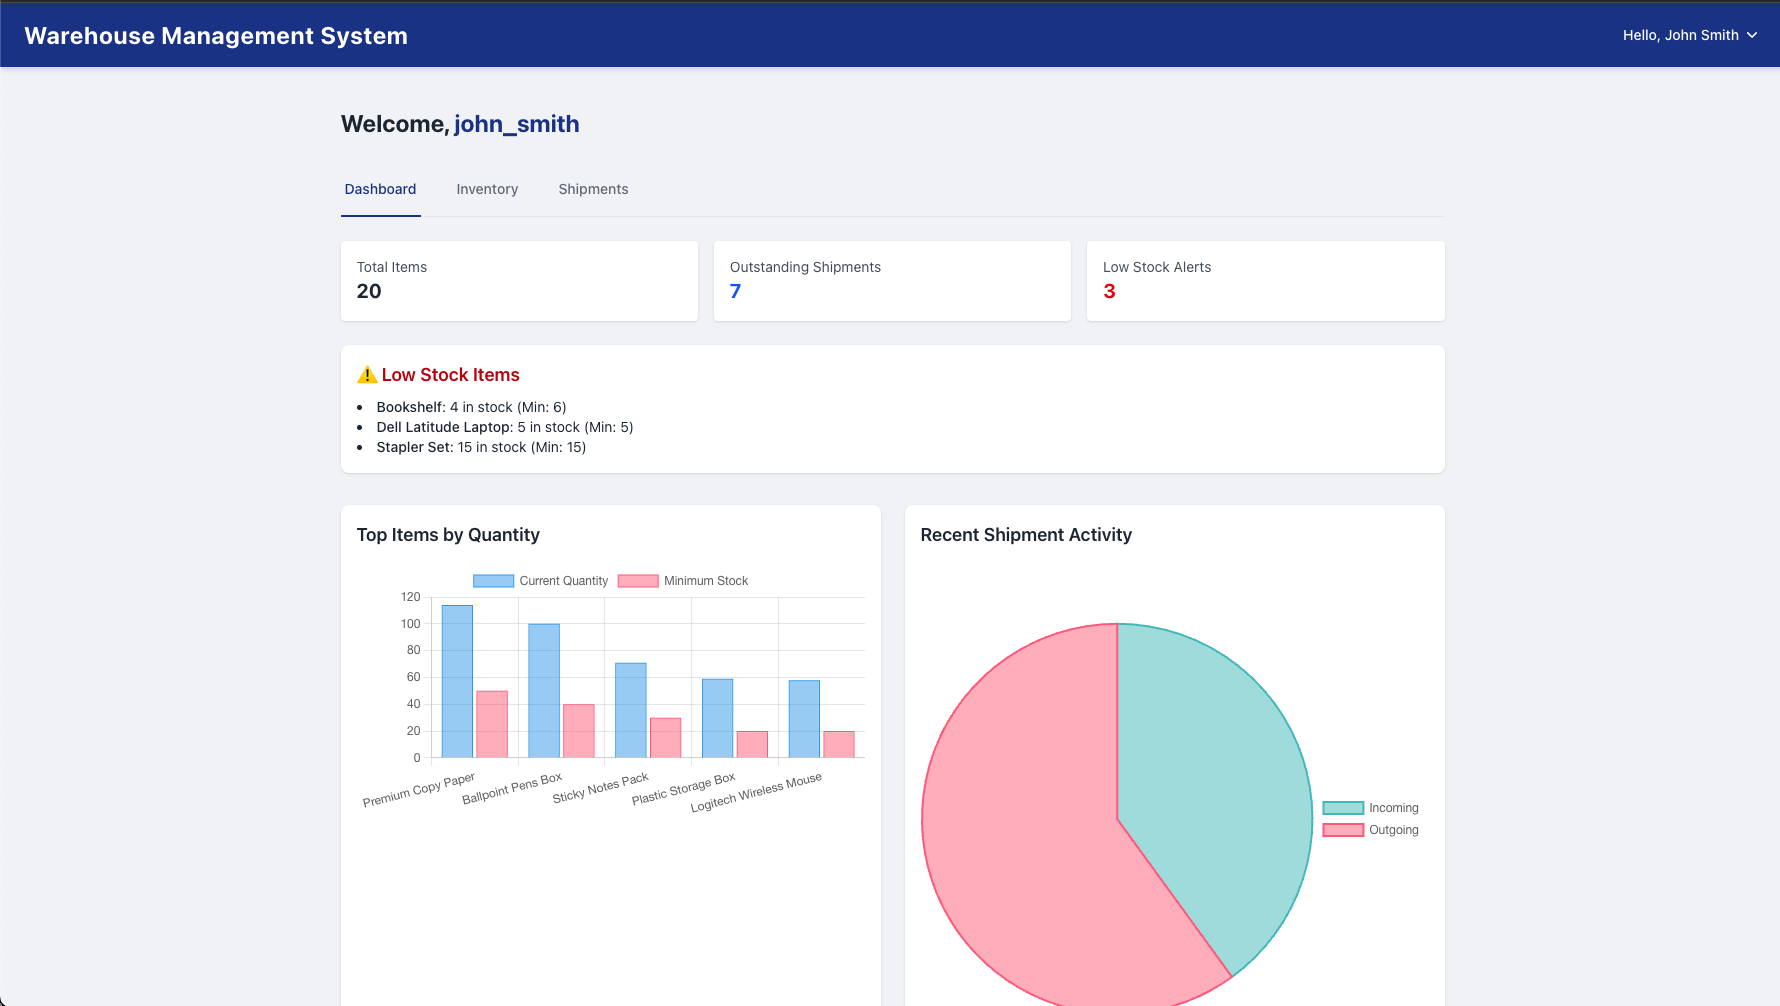 Warehouse Management System
Hello, John Smith
Welcome, john_smith
Dashboard Inventory Shipments
Total Items
20
Outstanding Shipments
7
Low Stock Alerts
3
⚠️ Low Stock Items
• Bookshelf: 4 in stock (Min: 6)
• Dell Latitude Laptop: 5 in stock (Min: 5)
• Stapler Set: 15 in stock (Min: 15)
Top Items by Quantity
Current Quantity Minimum Stock
120
100
80
60
40
20
0
Premium Copy Paper
Ballpoint Pens Box
Sticky Notes Pack
Plastic Storage Box
Logitech Wireless Mouse
Recent Shipment Activity
Incoming
Outgoing